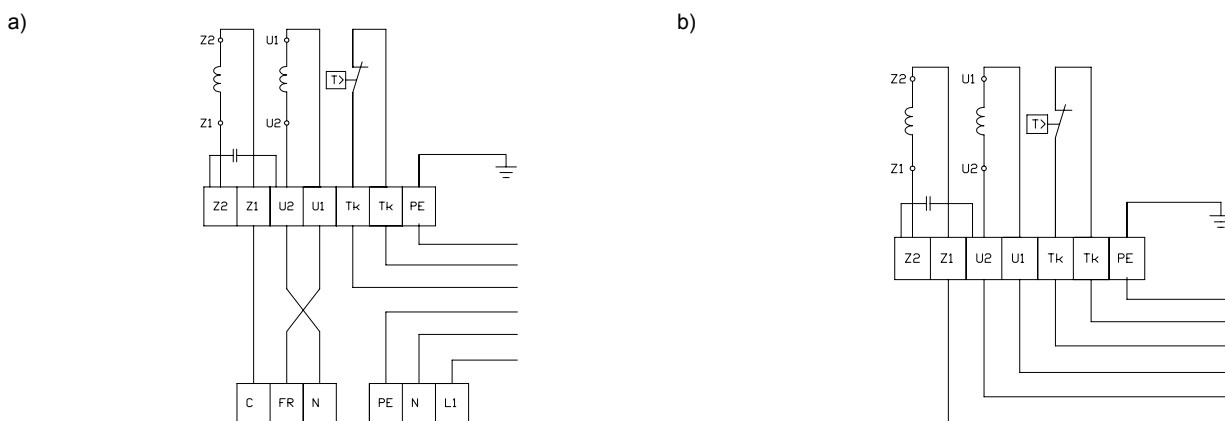 a)
b)
Z2 U1
T>
Z1 U2
Z2 Z1 U2 U1 Tk Tk PE
C FR N PE N L1
Z2 U1
T>
Z1 U2
Z2 Z1 U2 U1 Tk Tk PE